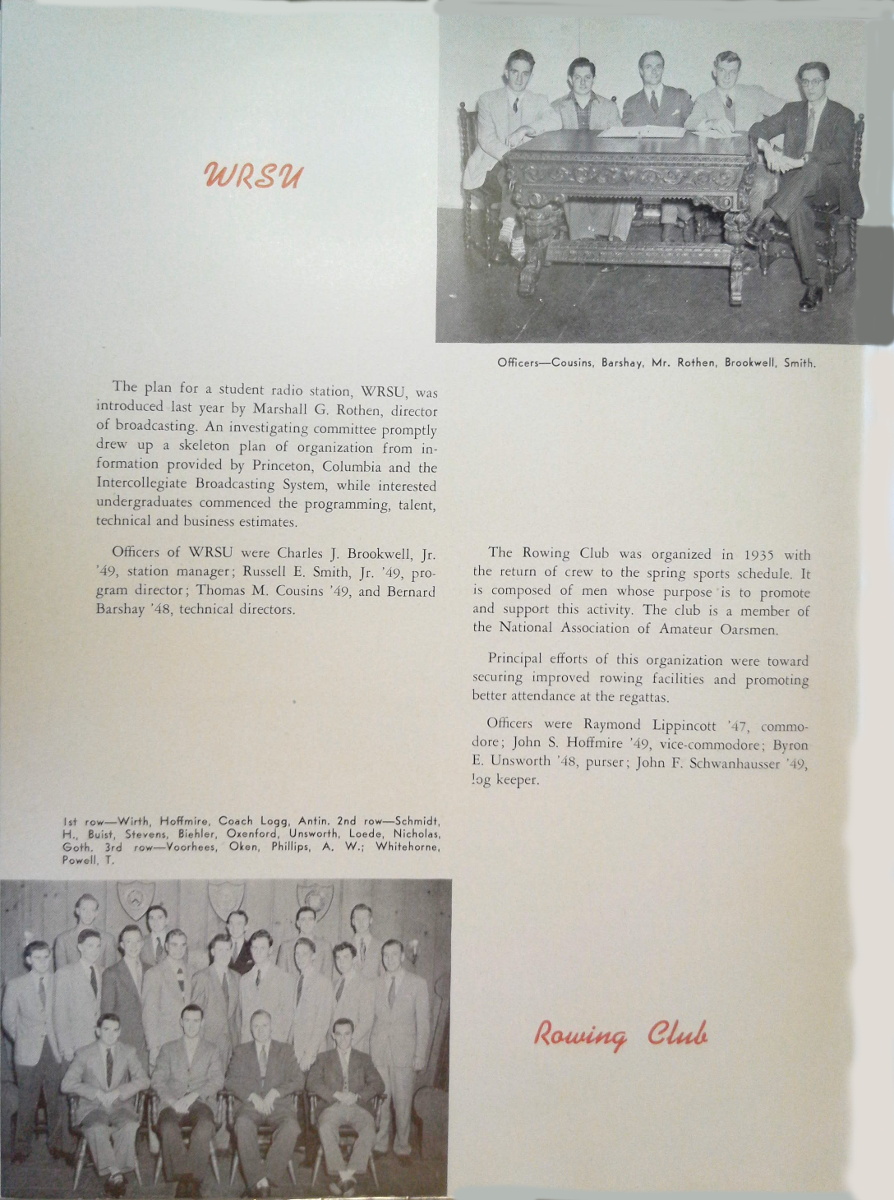 WRSU
Officers—Cousins, Barshay, Mr. Rothen, Brookwell, Smith.
The plan for a student radio station, WRSU, was
introduced last year by Marshall G. Rothen, director
of broadcasting. An investigating committee promptly
drew up a skeleton plan of organization from in-
formation provided by Princeton, Columbia and the
Intercollegiate Broadcasting System, while interested
undergraduates commenced the programming, talent,
technical and business estimates.
Officers of WRSU were Charles J. Brookwell, Jr.
'49, station manager; Russell E. Smith, Jr. '49, pro-
gram director; Thomas M. Cousins '49, and Bernard
Barshay '48, technical directors.
The Rowing Club was organized in 1935 with
the return of crew to the spring sports schedule. It
is composed of men whose purpose is to promote
and support this activity. The club is a member of
the National Association of Amateur Oarsmen.
Principal efforts of this organization were toward
securing improved rowing facilities and promoting
better attendance at the regattas.
Officers were Raymond Lippincott '47, commo-
dore; John S. Hoffmire '49, vice-commodore; Byron
E. Unsworth '48, purser; John F. Schwanhausser '49,
log keeper.
1st row—Wirth, Hoffmire, Coach Logg, Antin. 2nd row—Schmidt,
H., Buist, Stevens, Biehler, Oxenford, Unsworth, Loede, Nicholas,
Goth. 3rd row—Voorhees, Oken, Phillips, A. W.; Whitehorne,
Powell, T.
Rowing Club